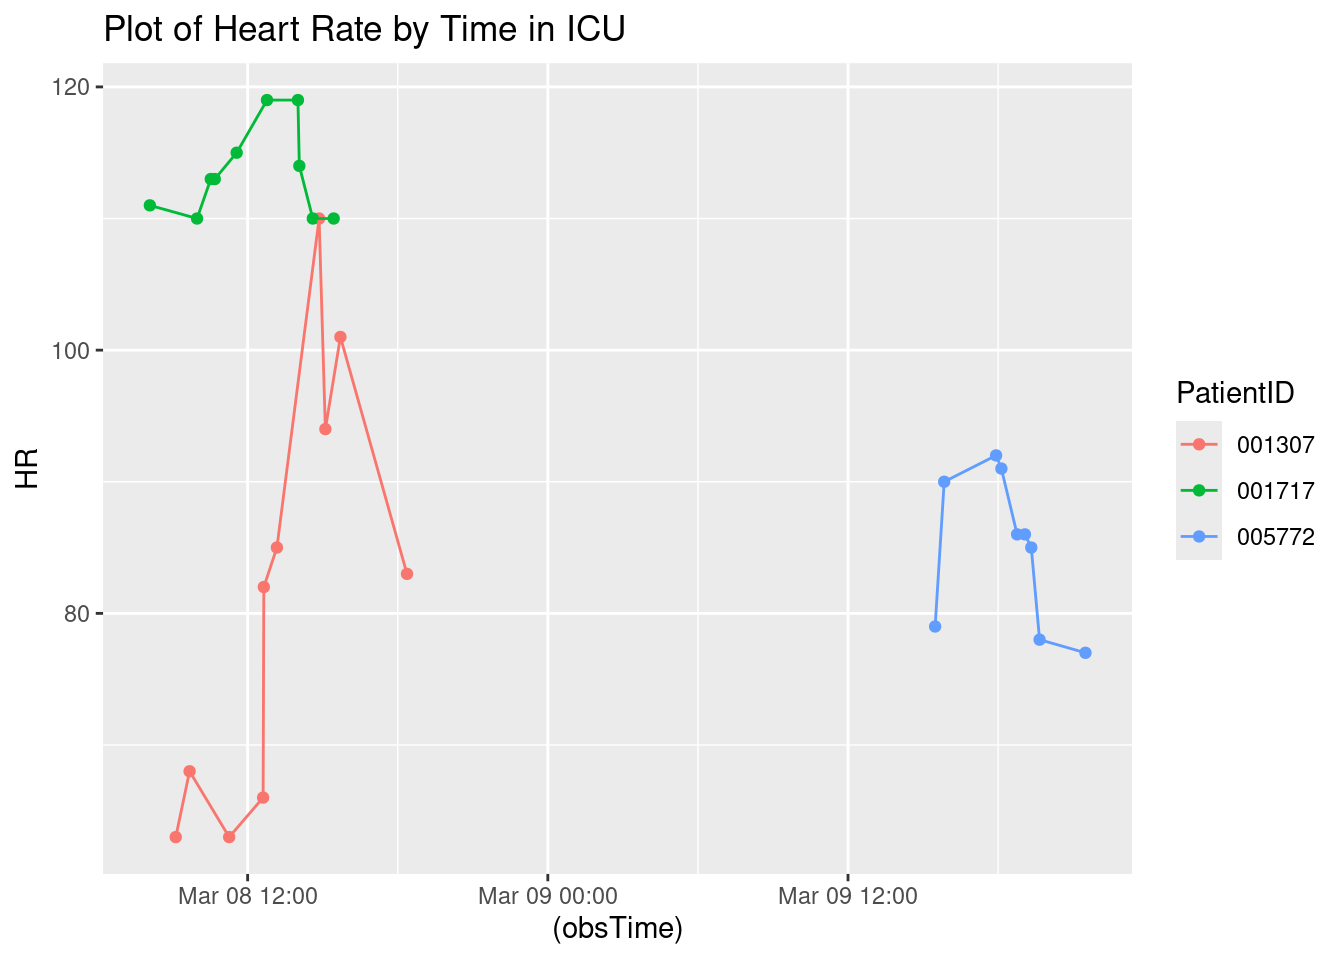 Plot of Heart Rate by Time in ICU
120
100
80
HR
Mar 08 12:00
Mar 09 00:00
Mar 09 12:00
(obsTime)
PatientID
001307
001717
005772